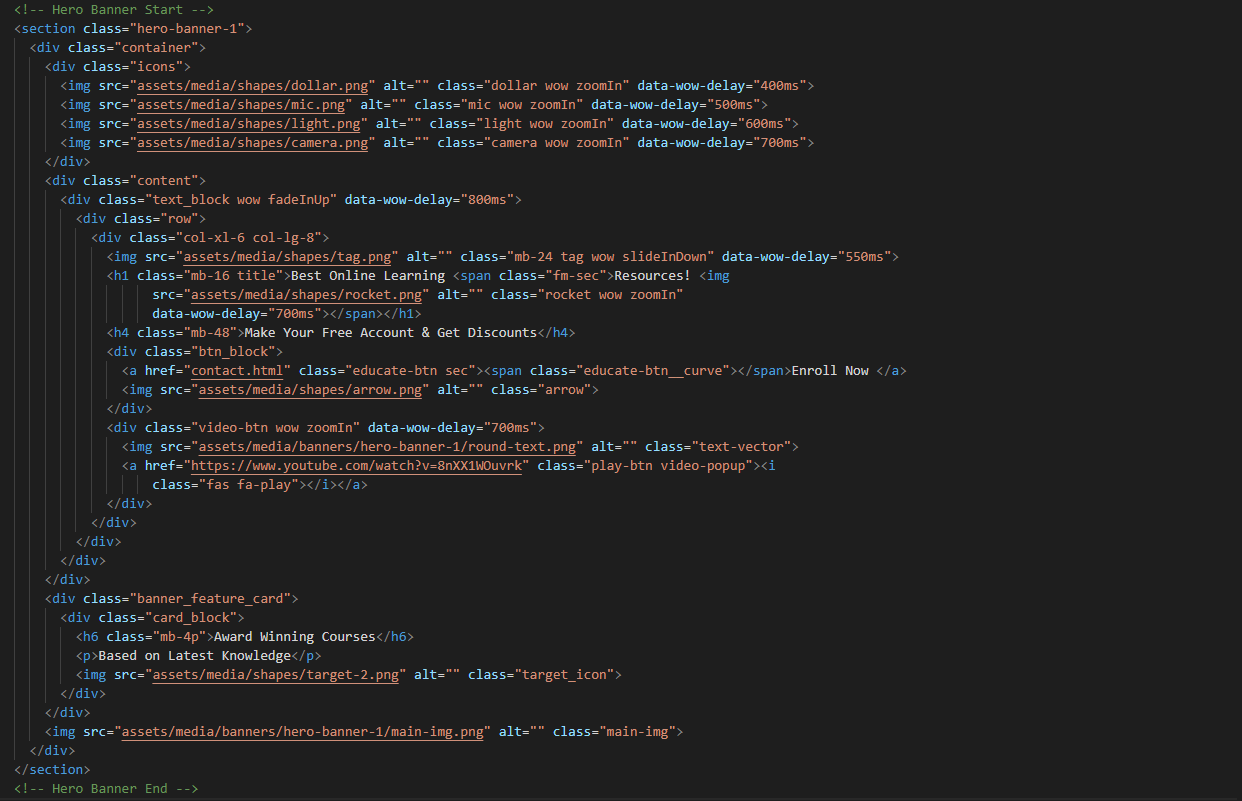 <!-- Hero Banner Start -->
<section class="hero-banner-1">
  <div class="container">
    <div class="icons">
      <img src="assets/media/shapes/dollar.png" alt="" class="dollar wow zoomIn" data-wow-delay="400ms">
      <img src="assets/media/shapes/mic.png" alt="" class="mic wow zoomIn" data-wow-delay="500ms">
      <img src="assets/media/shapes/light.png" alt="" class="light wow zoomIn" data-wow-delay="600ms">
      <img src="assets/media/shapes/camera.png" alt="" class="camera wow zoomIn" data-wow-delay="700ms">
    </div>
    <div class="content">
      <div class="text_block wow fadeInUp" data-wow-delay="800ms">
        <div class="row">
          <div class="col-xl-6 col-lg-8">
            <img src="assets/media/shapes/tag.png" alt="" class="mb-24 tag wow slideInDown" data-wow-delay="550ms">
            <h1 class="mb-16 title">Best Online Learning <span class="fm-sec">Resources! <img
                  src="assets/media/shapes/rocket.png" alt="" class="rocket wow zoomIn"
                  data-wow-delay="700ms"></span></h1>
            <h4 class="mb-48">Make Your Free Account & Get Discounts</h4>
            <div class="btn_block">
              <a href="contact.html" class="educate-btn sec"><span class="educate-btn__curve"></span>Enroll Now </a>
              <img src="assets/media/shapes/arrow.png" alt="" class="arrow">
            </div>
            <div class="video-btn wow zoomIn" data-wow-delay="700ms">
              <img src="assets/media/banners/hero-banner-1/round-text.png" alt="" class="text-vector">
              <a href="https://www.youtube.com/watch?v=8nXX1WOuvrk" class="play-btn video-popup"><i
                  class="fas fa-play"></i></a>
            </div>
          </div>
        </div>
      </div>
    </div>
    <div class="banner_feature_card">
      <div class="card_block">
        <h6 class="mb-4p">Award Winning Courses</h6>
        <p>Based on Latest Knowledge</p>
        <img src="assets/media/shapes/target-2.png" alt="" class="target_icon">
      </div>
    </div>
    <img src="assets/media/banners/hero-banner-1/main-img.png" alt="" class="main-img">
  </div>
</section>
<!-- Hero Banner End -->